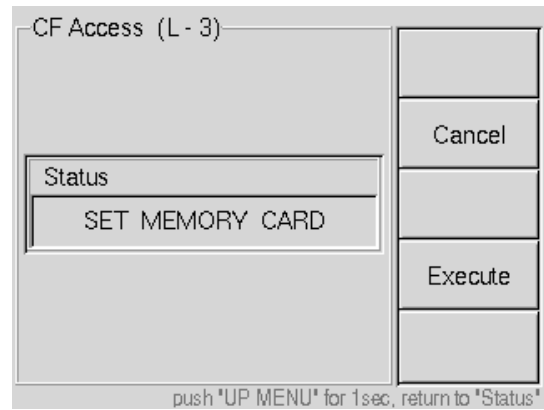 CF Access (L - 3)
Cancel
Status
SET MEMORY CARD
Execute
push "UP MENU" for 1sec, return to "Status"